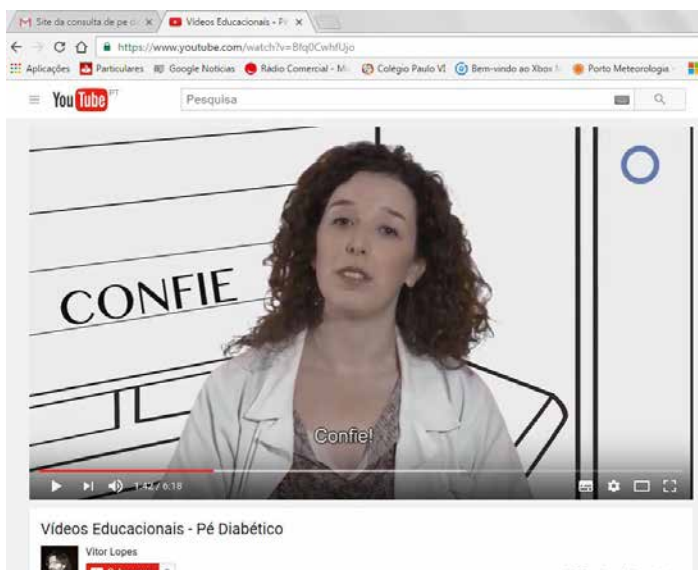 Site da consulta de pe d
Vídeos Educacionais - P
https://www.youtube.com/watch?v=Bfq0CwhfUjo
Aplicações Particulares Google Notícias Rádio Comercial - M Colégio Paulo VI Bem-vindo ao Xbox Porto Meteorologia
YouTube PT
Pesquisa
CONFIE
Confie!
1:42 / 6:18
Vídeos Educacionais - Pé Diabético
Vitor Lopes